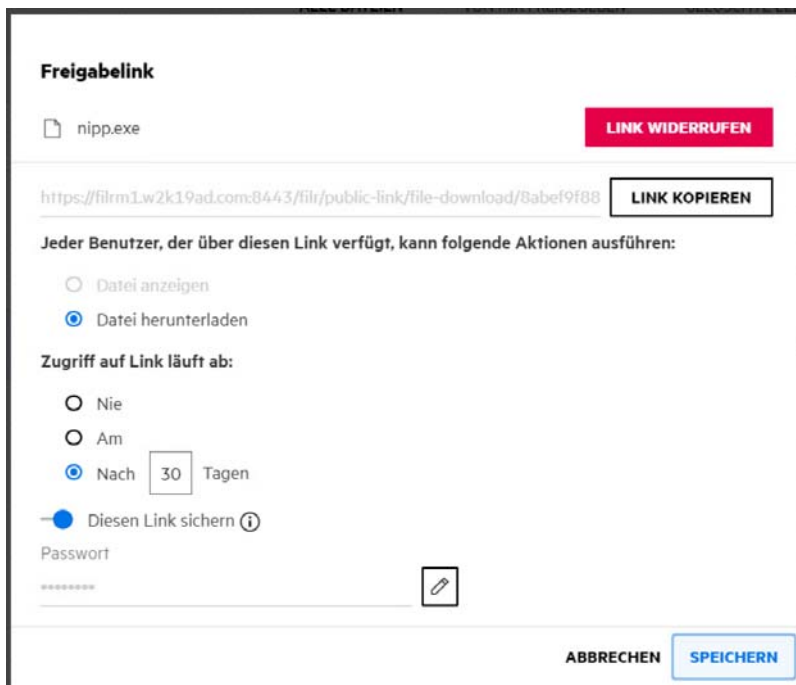 Freigabelink
nipp.exe
LINK WIDERRUFEN
https://filrm1.w2k19ad.com:8443/filr/public-link/file-download/8abef9f88
LINK KOPIEREN
Jeder Benutzer, der über diesen Link verfügt, kann folgende Aktionen ausführen:
Datei anzeigen
Datei herunterladen
Zugriff auf Link läuft ab:
Nie
Am
Nach 30 Tagen
Diesen Link sichern
Passwort
********
ABBRECHEN SPEICHERN